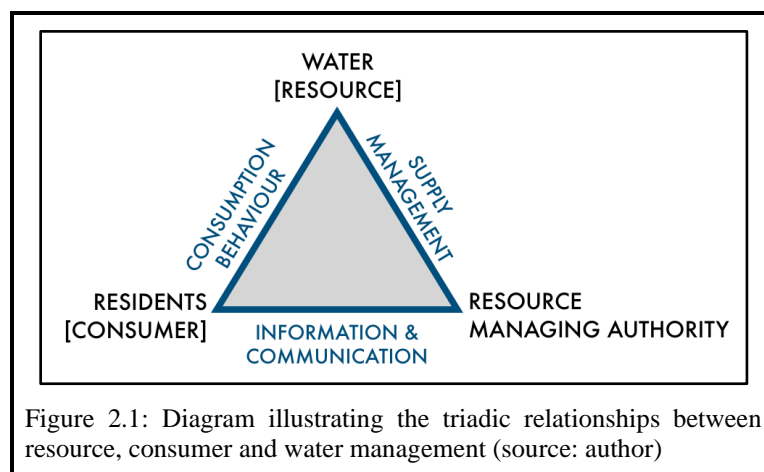 WATER
[RESOURCE]
CONSUMPTION
BEHAVIOUR
SUPPLY
MANAGEMENT
RESIDENTS
[CONSUMER]
RESOURCE
MANAGING AUTHORITY
INFORMATION &
COMMUNICATION
Figure 2.1: Diagram illustrating the triadic relationships between
resource, consumer and water management (source: author)